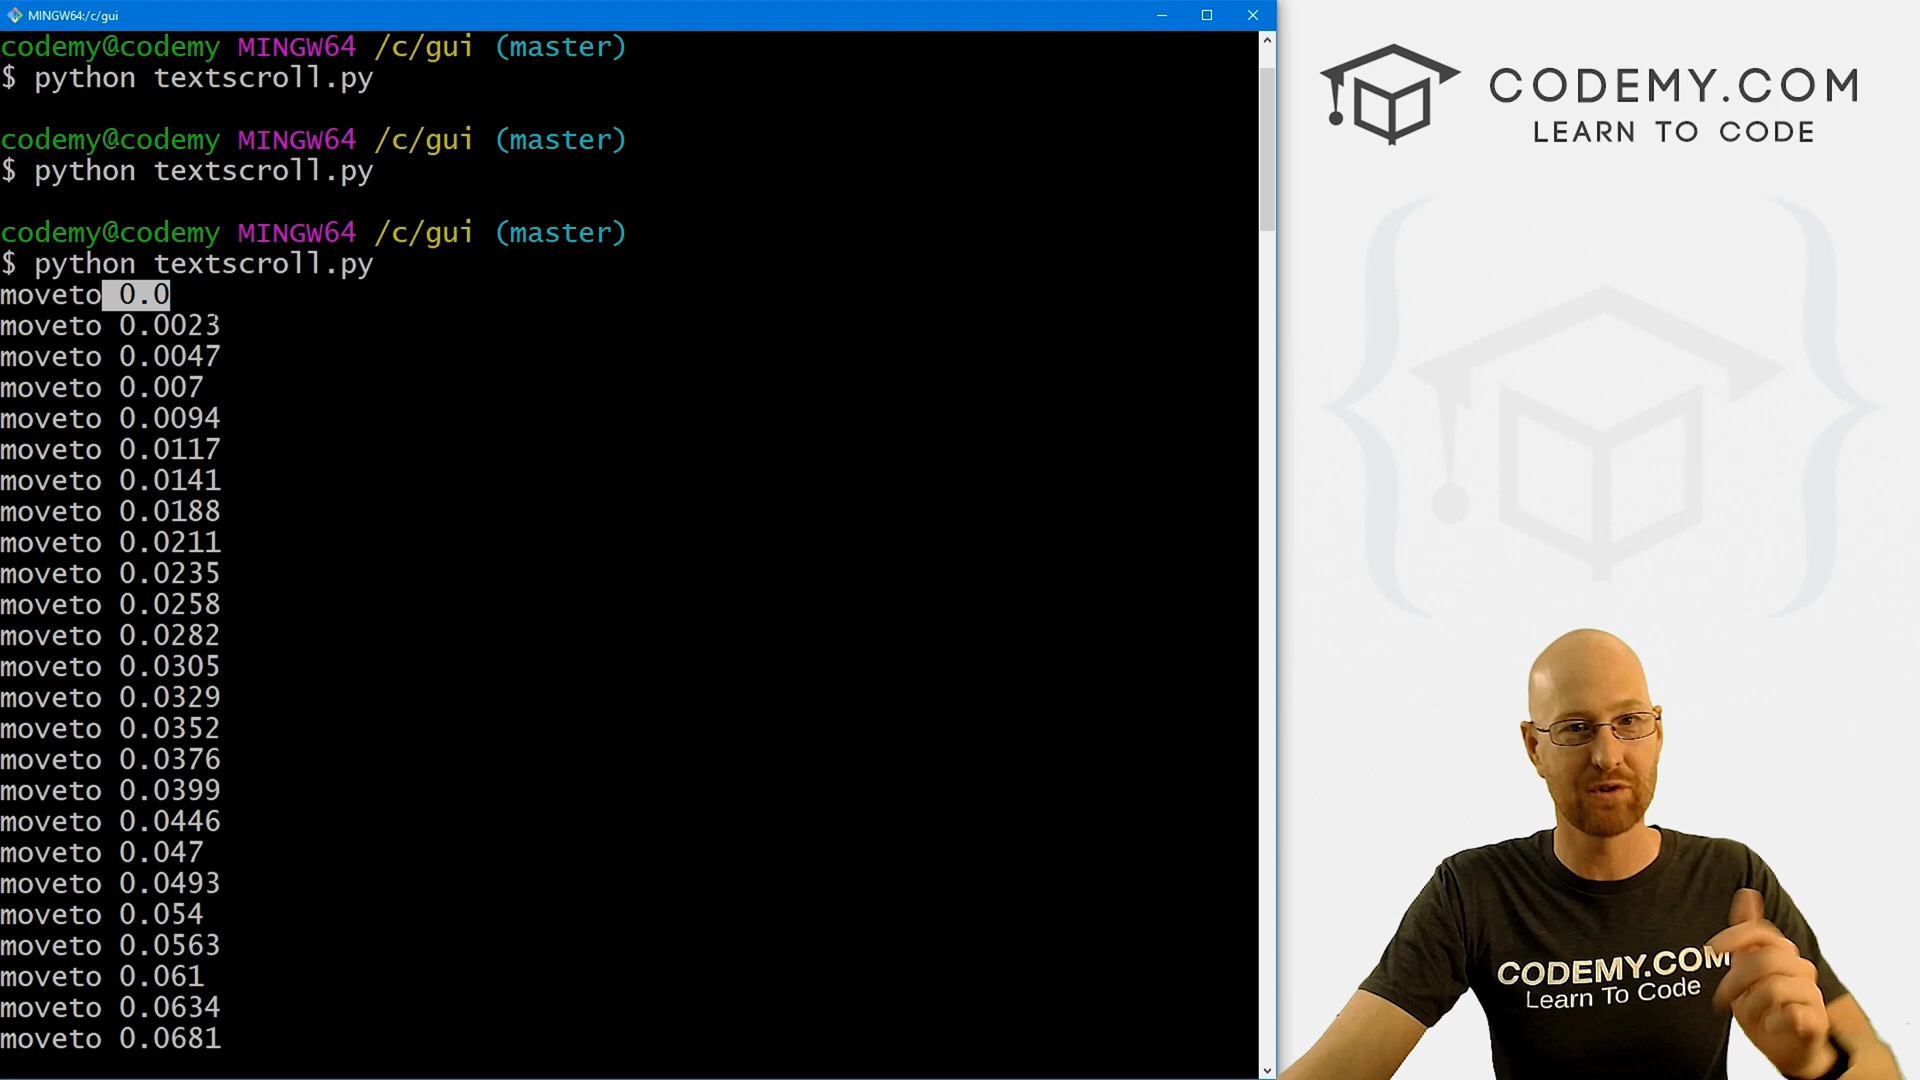 MINGW64:/c/gui
codemy@codemy MINGW64 /c/gui (master)
$ python textscroll.py
codemy@codemy MINGW64 /c/gui (master)
$ python textscroll.py
codemy@codemy MINGW64 /c/gui (master)
$ python textscroll.py
moveto 0.0
moveto 0.0023
moveto 0.0047
moveto 0.007
moveto 0.0094
moveto 0.0117
moveto 0.0141
moveto 0.0188
moveto 0.0211
moveto 0.0235
moveto 0.0258
moveto 0.0282
moveto 0.0305
moveto 0.0329
moveto 0.0352
moveto 0.0376
moveto 0.0399
moveto 0.0446
moveto 0.047
moveto 0.0493
moveto 0.054
moveto 0.0563
moveto 0.061
moveto 0.0634
moveto 0.0681
CODEMY.COM
LEARN TO CODE
CODEMY.COM
Learn To Code